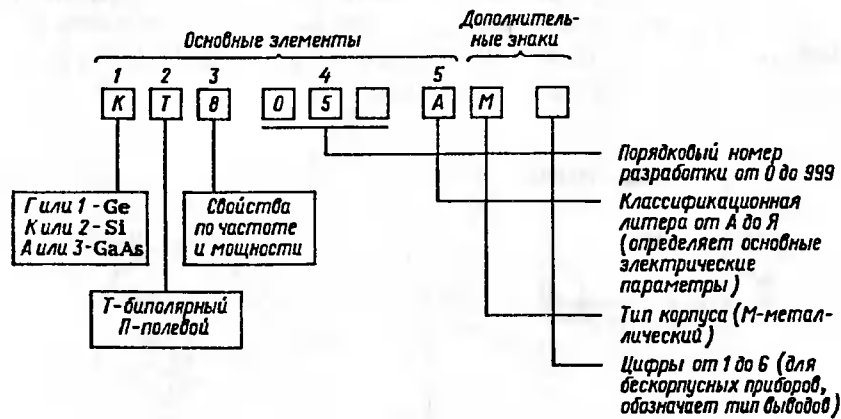 Дополнитель-
Основные элементы
ные знаки
1 2 3 4 5
К Т 8 0 5 А М
Порядковый номер
разработки от 0 до 999
Классификационная
литера от А до Я
(определяет основные
электрические
параметры)
Тип корпуса (М-метал-
лический)
Цифры от 1 до 6 (для
бескорпусных приборов,
обозначает тип выводов)
Г или 1 - Ge
К или 2 - Si
А или 3 - GaAs
Свойства
по частоте
и мощности
Т-биполярный
П-полевой